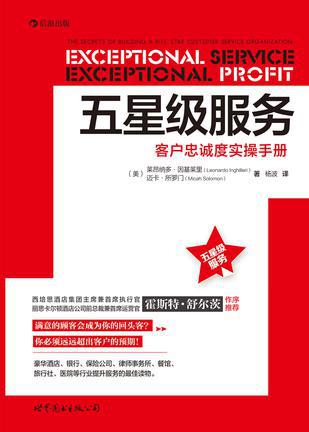 后浪出版
THE SECRETS OF BUILDING A FIVE-STAR CUSTOMER SERVICE ORGANIZATION
EXCEPTIONAL SERVICE
EXCEPTIONAL PROFIT
五星级服务
客户忠诚度实操手册
(美) 莱昂纳多·因基莱里 (Leonardo Inghilleri)
迈卡·所罗门 (Micah Solomon) 著 杨波 译
五星级
服务
西培思酒店集团主席兼首席执行官
丽思卡尔顿酒店公司前总裁兼首席运营官
霍斯特·舒尔茨
作序
推荐
满意的顾客会成为你的回头客?
你必须远远超出客户的预期!
豪华酒店、银行、保险公司、律师事务所、餐馆、
旅行社、医院等行业提升服务的最佳读物。
世界图书出版公司